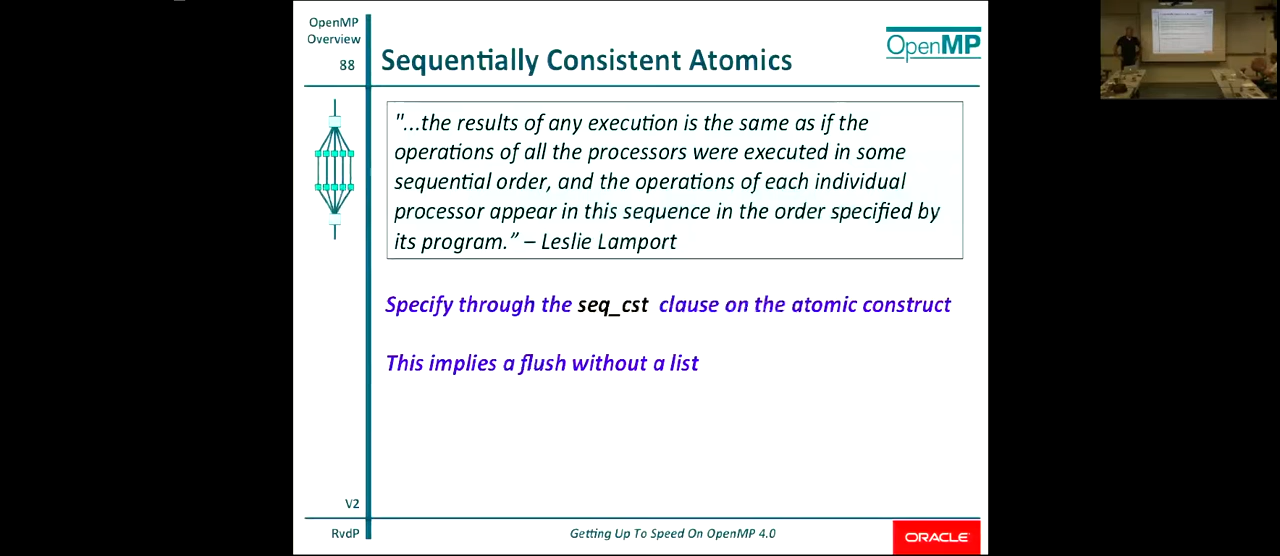 OpenMP
Overview
88
Sequentially Consistent Atomics
OpenMP
"...the results of any execution is the same as if the
operations of all the processors were executed in some
sequential order, and the operations of each individual
processor appear in this sequence in the order specified by
its program.” – Leslie Lamport
Specify through the seq_cst clause on the atomic construct
This implies a flush without a list
V2
RvdP
Getting Up To Speed On OpenMP 4.0
ORACLE